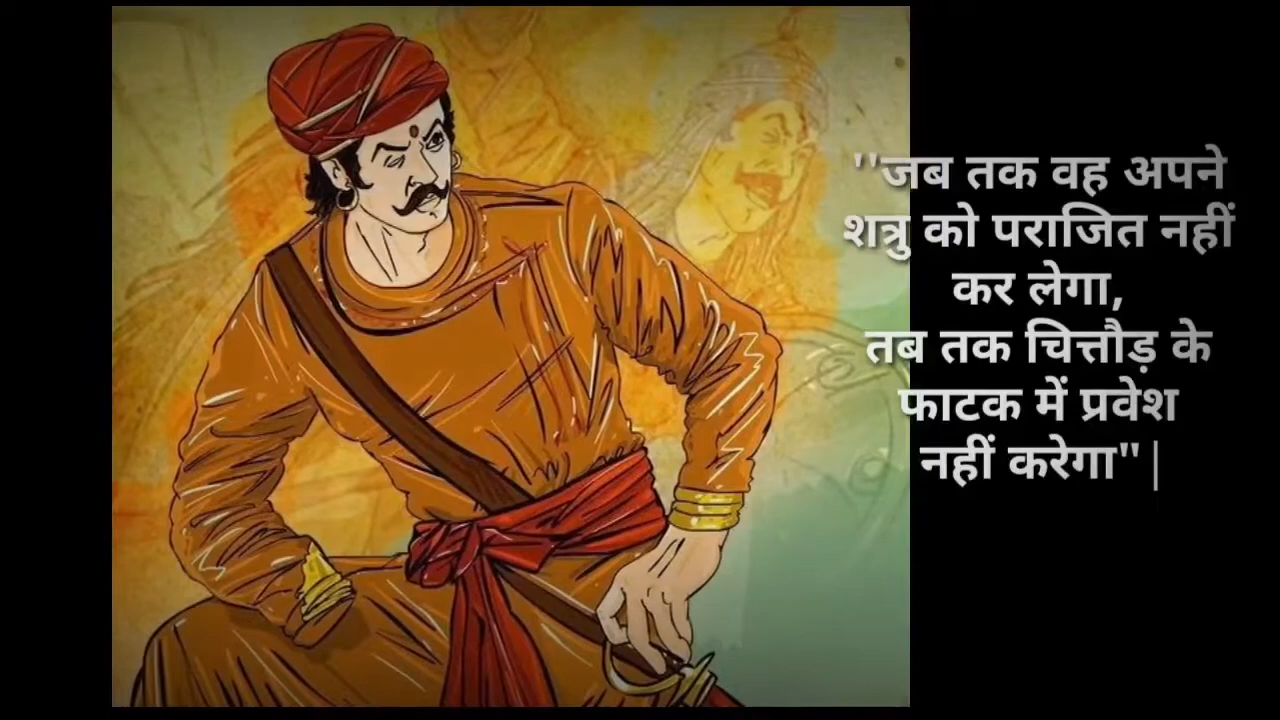 ''जब तक वह अपने
शत्रु को पराजित नहीं
कर लेगा,
तब तक चित्तौड़ के
फाटक में प्रवेश
नहीं करेगा"|